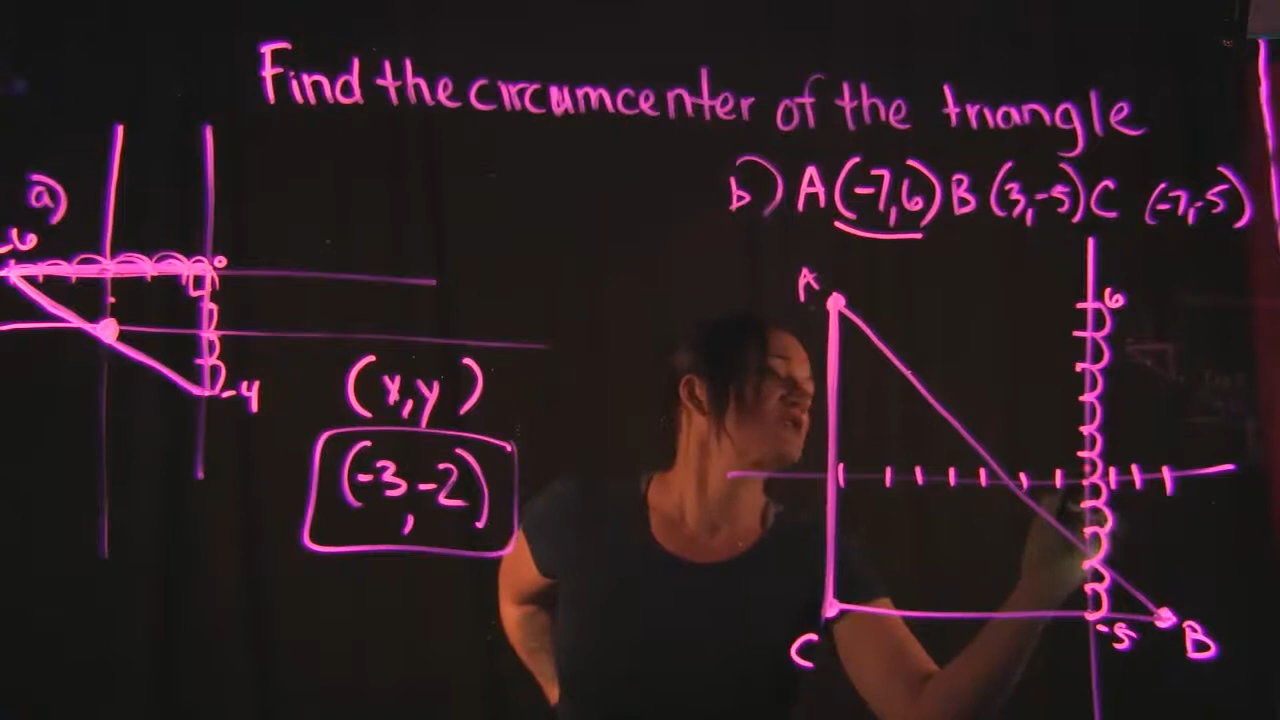 Find the circumcenter of the triangle
a)
-6
0
-4
(x,y)
(-3,-2)
b) A(-7,6) B (3,-5) C (-7,-5)
A
6
-5
C
B